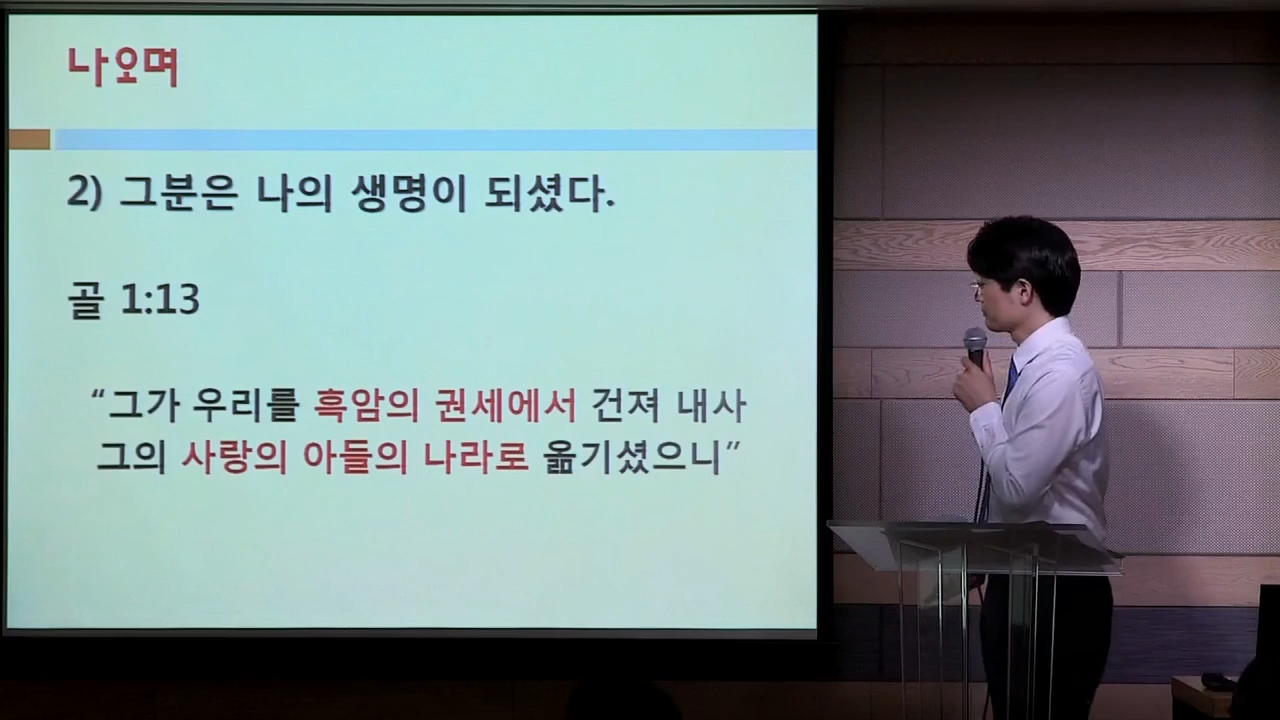 나오며
2) 그분은 나의 생명이 되셨다.
골 1:13
“그가 우리를 흑암의 권세에서 건져 내사
그의 사랑의 아들의 나라로 옮기셨으니”